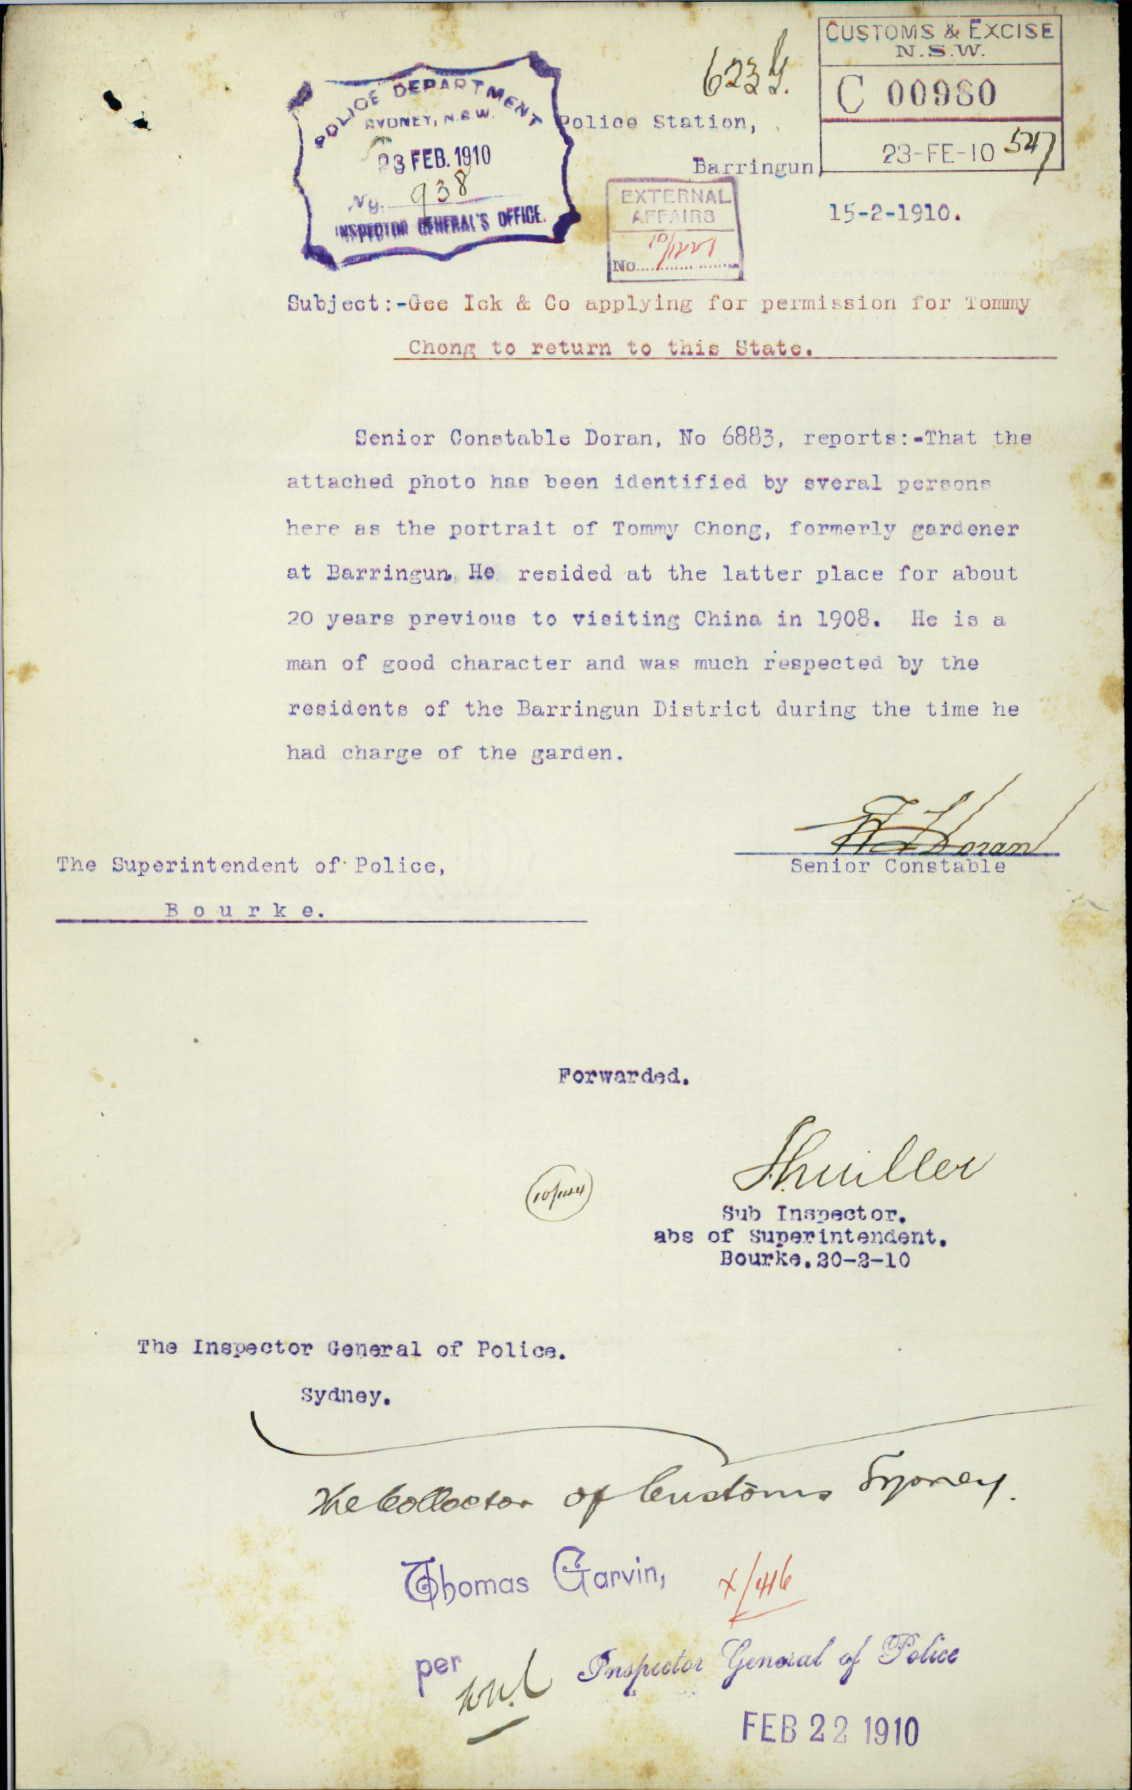 623 G.
CUSTOMS & EXCISE
N.S.W.
C 00980
23-FE-10 547
POLICE DEPARTMENT
SYDNEY, N.S.W.
23 FEB. 1910
No. 938
INSPECTOR GENERAL'S OFFICE.
Police Station,
Barringun
15-2-1910.
EXTERNAL
AFFAIRS
No.
Subject:-Gee Ick & Co applying for permission for Tommy
Chong to return to this State.
Senior Constable Doran, No 6883, reports:-That the
attached photo has been identified by sveral persons
here as the portrait of Tommy Chong, formerly gardener
at Barringun. He resided at the latter place for about
20 years previous to visiting China in 1908. He is a
man of good character and was much respected by the
residents of the Barringun District during the time he
had charge of the garden.
Doran
Senior Constable
The Superintendent of Police,
Bourke.
Forwarded.
Sub Inspector.
abs of Superintendent.
Bourke.20-2-10
The Inspector General of Police.
Sydney.
The Collector of Customs Sydney.
Thomas Garvin,
per
Inspector General of Police
FEB 22 1910